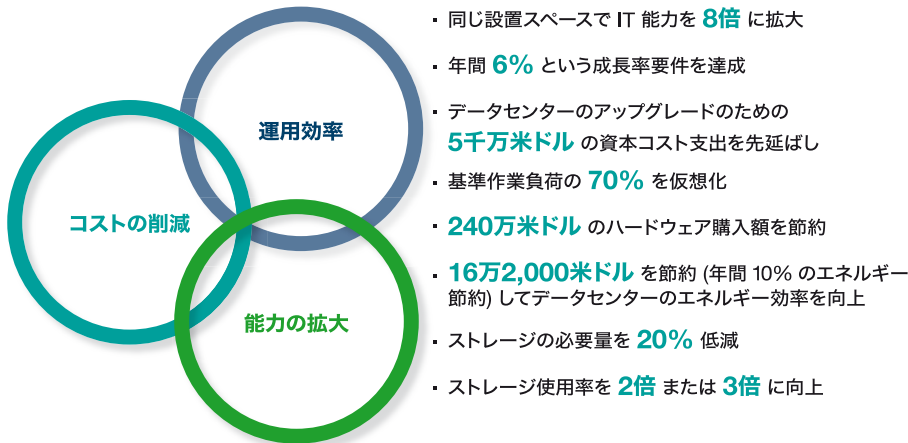 運用効率
コストの削減
能力の拡大
▪ 同じ設置スペースで IT 能力を 8倍 に拡大
▪ 年間 6% という成長率要件を達成
▪ データセンターのアップグレードのための
5千万米ドル の資本コスト支出を先延ばし
▪ 基準作業負荷の 70% を仮想化
▪ 240万米ドル のハードウェア購入額を節約
▪ 16万2,000米ドル を節約 (年間 10% のエネルギー
節約) してデータセンターのエネルギー効率を向上
▪ ストレージの必要量を 20% 低減
▪ ストレージ使用率を 2倍 または 3倍 に向上